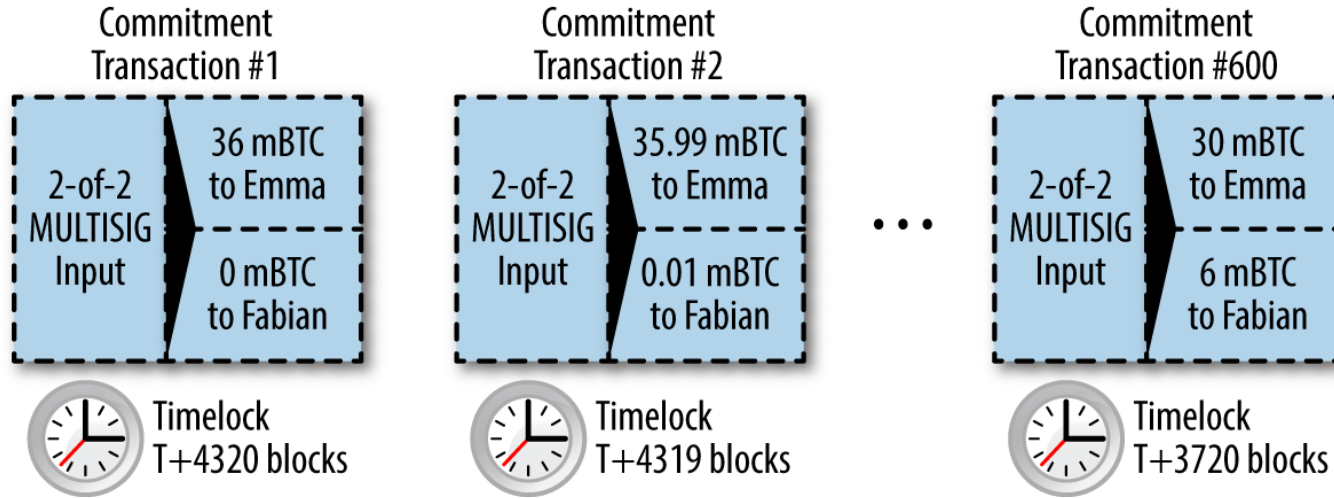 Commitment
Transaction #1
2-of-2
MULTISIG
Input
36 mBTC
to Emma
0 mBTC
to Fabian
Timelock
T+4320 blocks
Commitment
Transaction #2
2-of-2
MULTISIG
Input
35.99 mBTC
to Emma
0.01 mBTC
to Fabian
Timelock
T+4319 blocks
...
Commitment
Transaction #600
2-of-2
MULTISIG
Input
30 mBTC
to Emma
6 mBTC
to Fabian
Timelock
T+3720 blocks